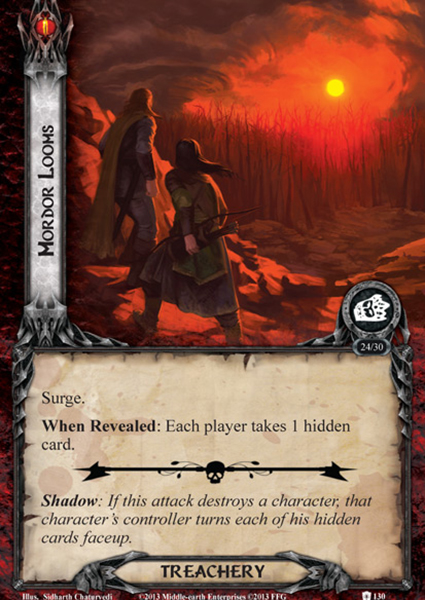 Mordor Looms
24/30
Surge.
When Revealed: Each player takes 1 hidden
card.
Shadow: If this attack destroys a character, that
character's controller turns each of his hidden
cards faceup.
TREACHERY
Illus. Sidharth Chaturvedi ©2013 Middle-earth Enterprises ©2013 FFG 130